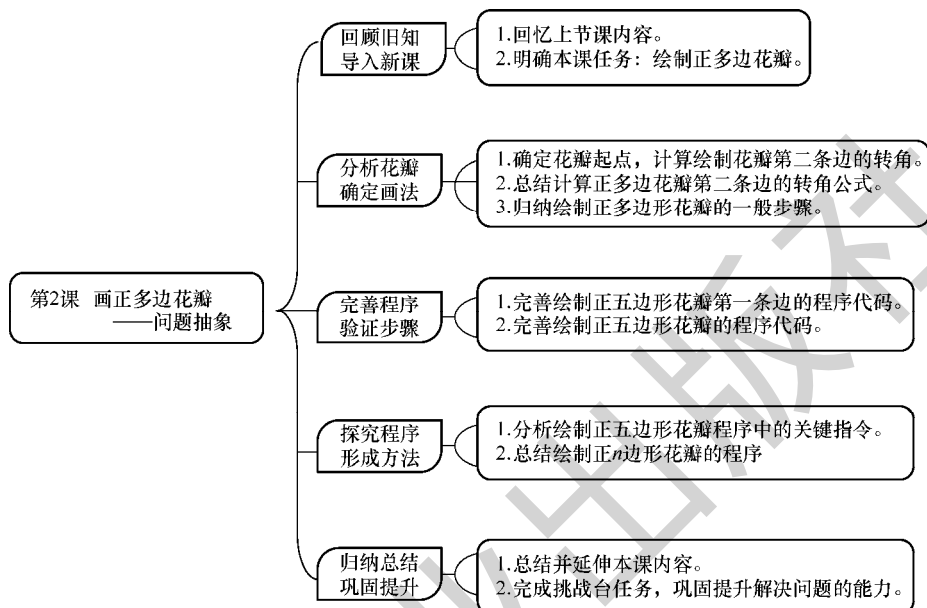 回顾旧知
导入新课
1.回忆上节课内容。
2.明确本课任务：绘制正多边花瓣。
分析花瓣
确定画法
1.确定花瓣起点，计算绘制花瓣第二条边的转角。
2.总结计算正多边花瓣第二条边的转角公式。
3.归纳绘制正多边形花瓣的一般步骤。
第2课 画正多边花瓣
——问题抽象
完善程序
验证步骤
1.完善绘制正五边形花瓣第一条边的程序代码。
2.完善绘制正五边形花瓣的程序代码。
探究程序
形成方法
1.分析绘制正五边形花瓣程序中的关键指令。
2.总结绘制正n边形花瓣的程序
归纳总结
巩固提升
1.总结并延伸本课内容。
2.完成挑战台任务，巩固提升解决问题的能力。
出版社